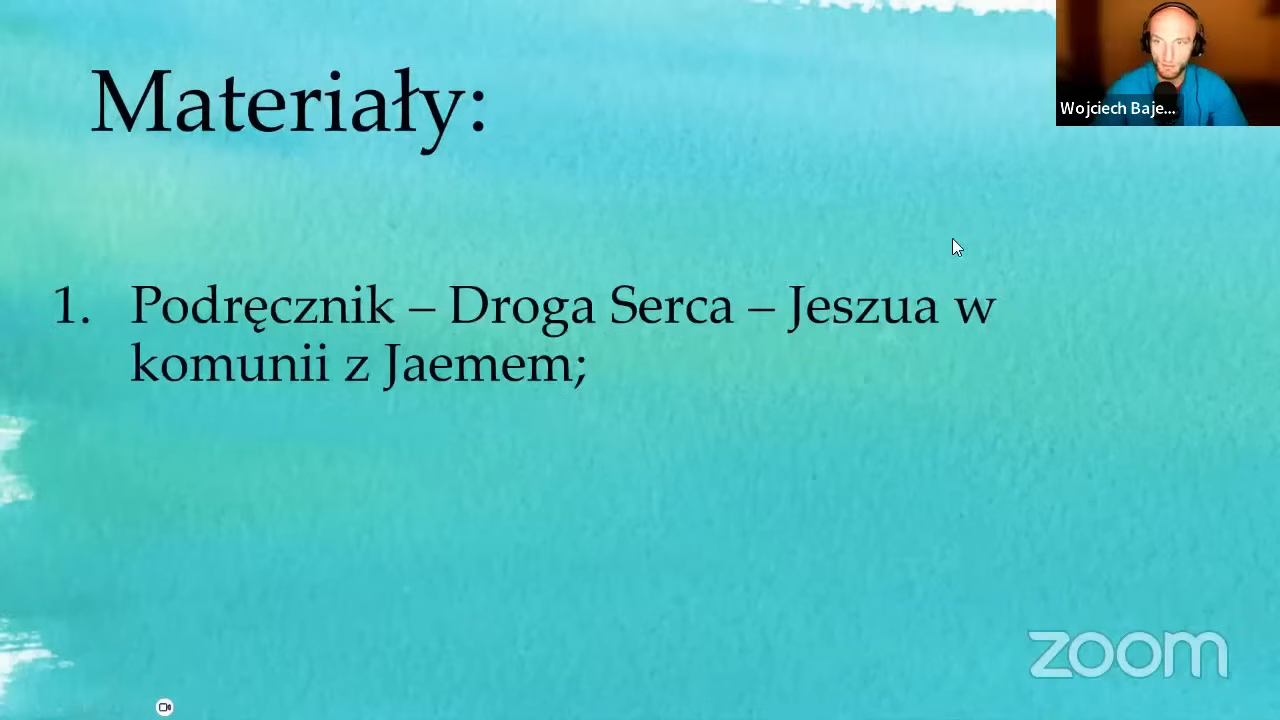 Materiały:
Wojciech Baje...
1. Podręcznik – Droga Serca – Jeszua w
komunii z Jaemem;
zoom